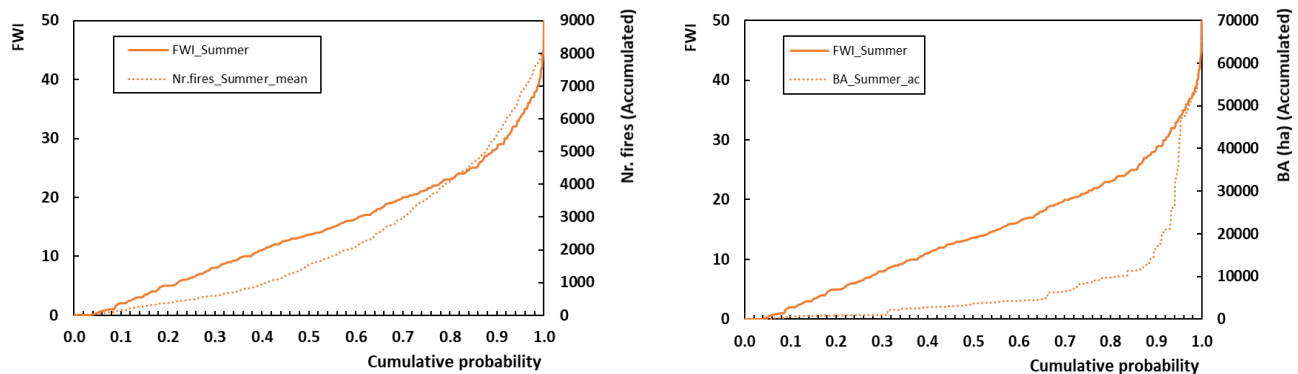 FWI
50
40
30
20
10
0
FWI_Summer
Nr.fires_Summer_mean
9000
8000
7000
6000
5000
4000
3000
2000
1000
0
Nr. fires (Accumulated)
0.0 0.1 0.2 0.3 0.4 0.5 0.6 0.7 0.8 0.9 1.0
Cumulative probability
FWI
50
40
30
20
10
0
FWI_Summer
BA_Summer_ac
70000
60000
50000
40000
30000
20000
10000
0
BA (ha) (Accumulated)
0.0 0.1 0.2 0.3 0.4 0.5 0.6 0.7 0.8 0.9 1.0
Cumulative probability